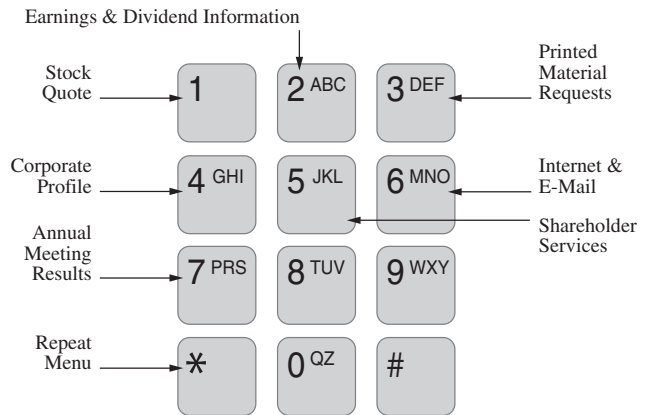 Earnings & Dividend Information
Stock
Quote
1
2 ABC
3 DEF
Printed
Material
Requests
Corporate
Profile
4 GHI
5 JKL
6 MNO
Internet &
E-Mail
Shareholder
Services
Annual
Meeting
Results
7 PRS
8 TUV
9 WXY
Repeat
Menu
*
0 QZ
#